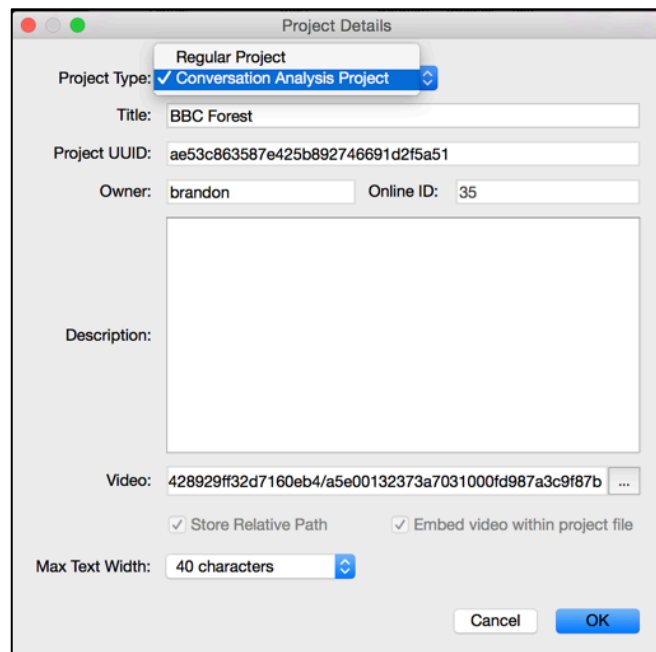 Project Details
Regular Project
Project Type: ✓ Conversation Analysis Project
Title: BBC Forest
Project UUID: ae53c863587e425b892746691d2f5a51
Owner: brandon Online ID: 35
Description:
Video: 428929ff32d7160eb4/a5e00132373a7031000fd987a3c9f87b ...
✓ Store Relative Path ✓ Embed video within project file
Max Text Width: 40 characters
Cancel OK